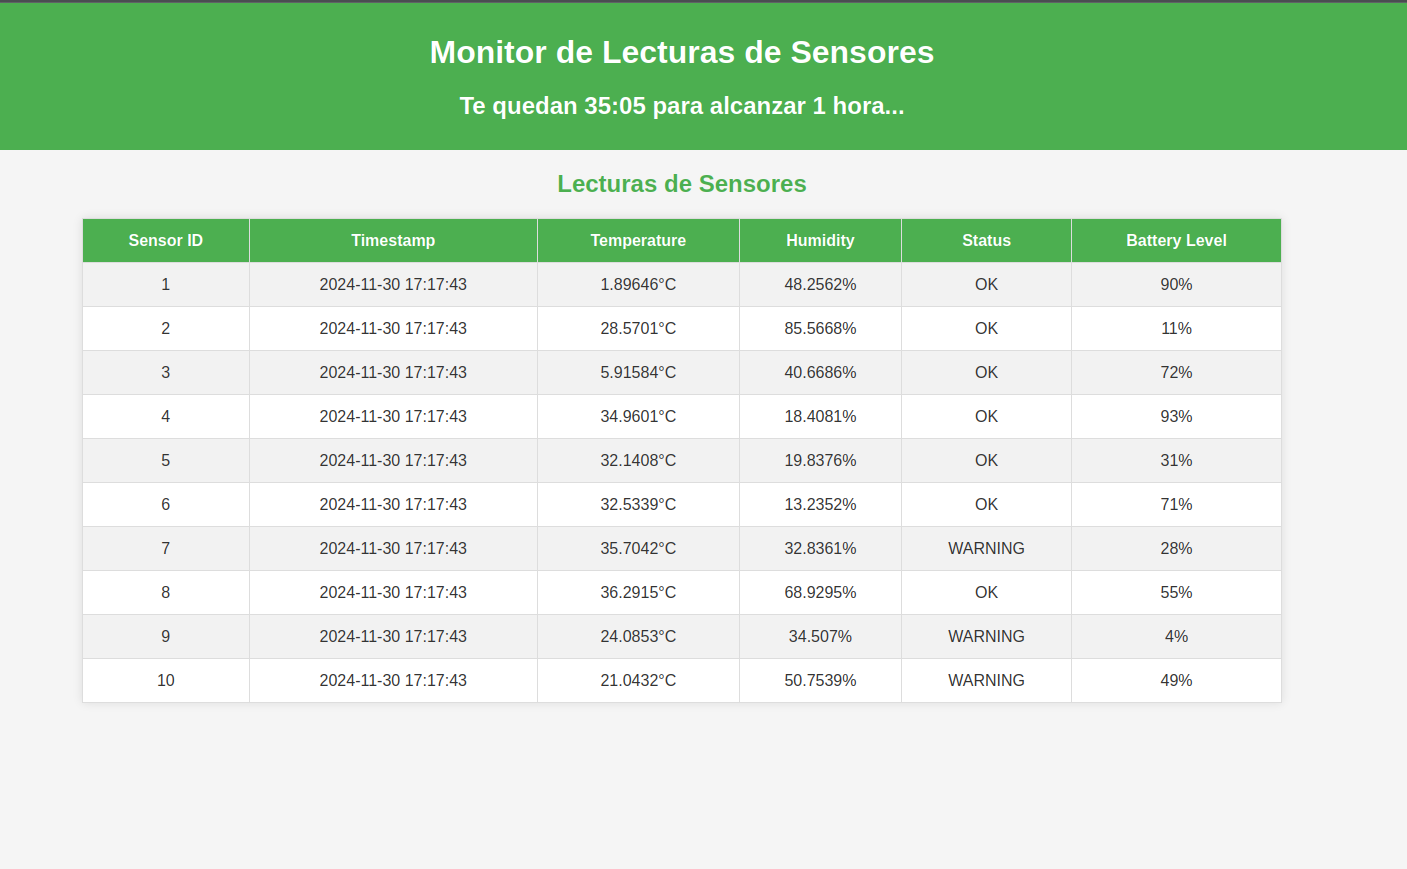 Monitor de Lecturas de Sensores
Te quedan 35:05 para alcanzar 1 hora...
Lecturas de Sensores
Sensor ID Timestamp Temperature Humidity Status Battery Level
1 2024-11-30 17:17:43 1.89646°C 48.2562% OK 90%
2 2024-11-30 17:17:43 28.5701°C 85.5668% OK 11%
3 2024-11-30 17:17:43 5.91584°C 40.6686% OK 72%
4 2024-11-30 17:17:43 34.9601°C 18.4081% OK 93%
5 2024-11-30 17:17:43 32.1408°C 19.8376% OK 31%
6 2024-11-30 17:17:43 32.5339°C 13.2352% OK 71%
7 2024-11-30 17:17:43 35.7042°C 32.8361% WARNING 28%
8 2024-11-30 17:17:43 36.2915°C 68.9295% OK 55%
9 2024-11-30 17:17:43 24.0853°C 34.507% WARNING 4%
10 2024-11-30 17:17:43 21.0432°C 50.7539% WARNING 49%